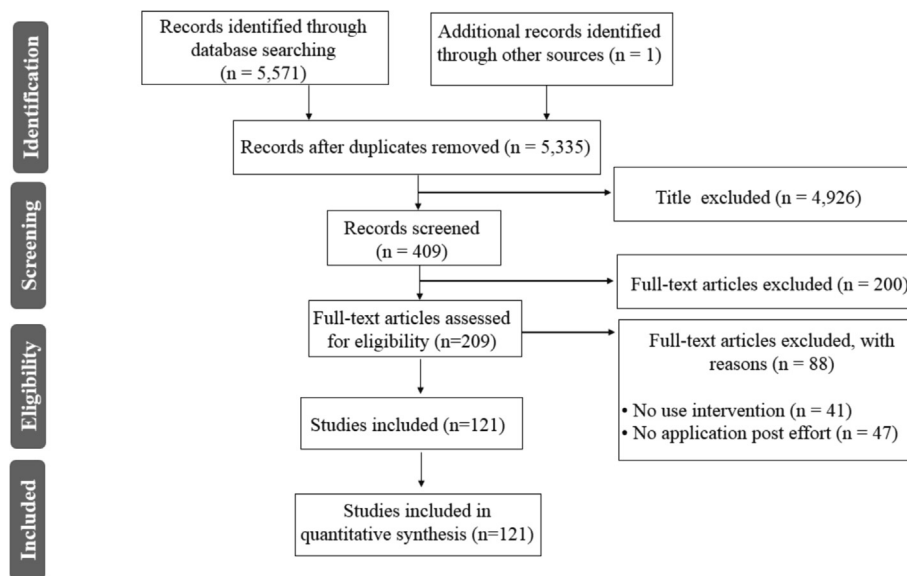 Identification
Records identified through
database searching
(n = 5,571)
Additional records identified
through other sources (n = 1)
Records after duplicates removed (n = 5,335)
Title excluded (n = 4,926)
Screening
Records screened
(n = 409)
Full-text articles excluded (n = 200)
Eligibility
Full-text articles assessed
for eligibility (n=209)
Full-text articles excluded, with
reasons (n = 88)
• No use intervention (n = 41)
• No application post effort (n = 47)
Studies included (n=121)
Included
Studies included in
quantitative synthesis (n=121)